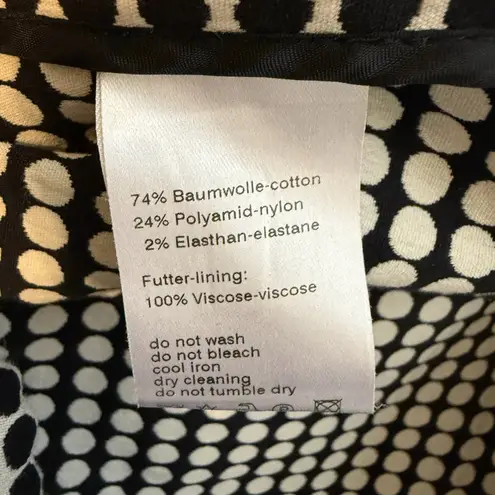 74% Baumwolle-cotton
24% Polyamid-nylon
2% Elasthan-elastane
Futter-lining:
100% Viscose-viscose
do not wash
do not bleach
cool iron
dry cleaning
do not tumble dry